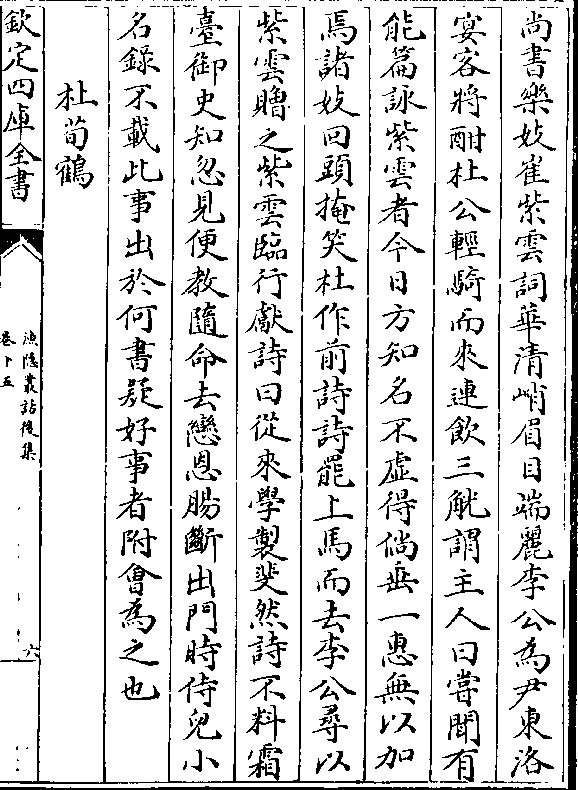 尚書樂妓崔紫雲詞華清峭眉目端麗李公為尹東洛
宴客將酣杜公輕騎而來連飲三觥謂主人曰嘗聞有
能篇詠紫雲者今日方知名不虚得倘垂一惠無以加
焉諸妓回頭掩笑杜作前詩詩罷上馬而去李公尋以
紫雲贈之紫雲臨行獻詩曰從來學製斐然詩不料霜
臺御史知忽見便教隨命去戀恩腸斷出門時侍兒小
名錄不載此事出於何書疑好事者附會為之也
杜荀鶴
欽定四庫全書
漁隱叢話後集
卷十五
六